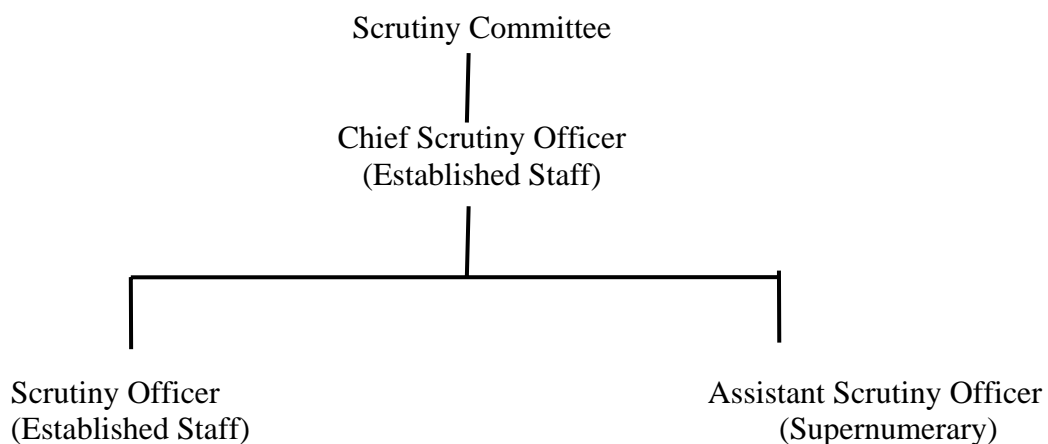 Scrutiny Committee
Chief Scrutiny Officer
(Established Staff)
Scrutiny Officer
(Established Staff)
Assistant Scrutiny Officer
(Supernumerary)